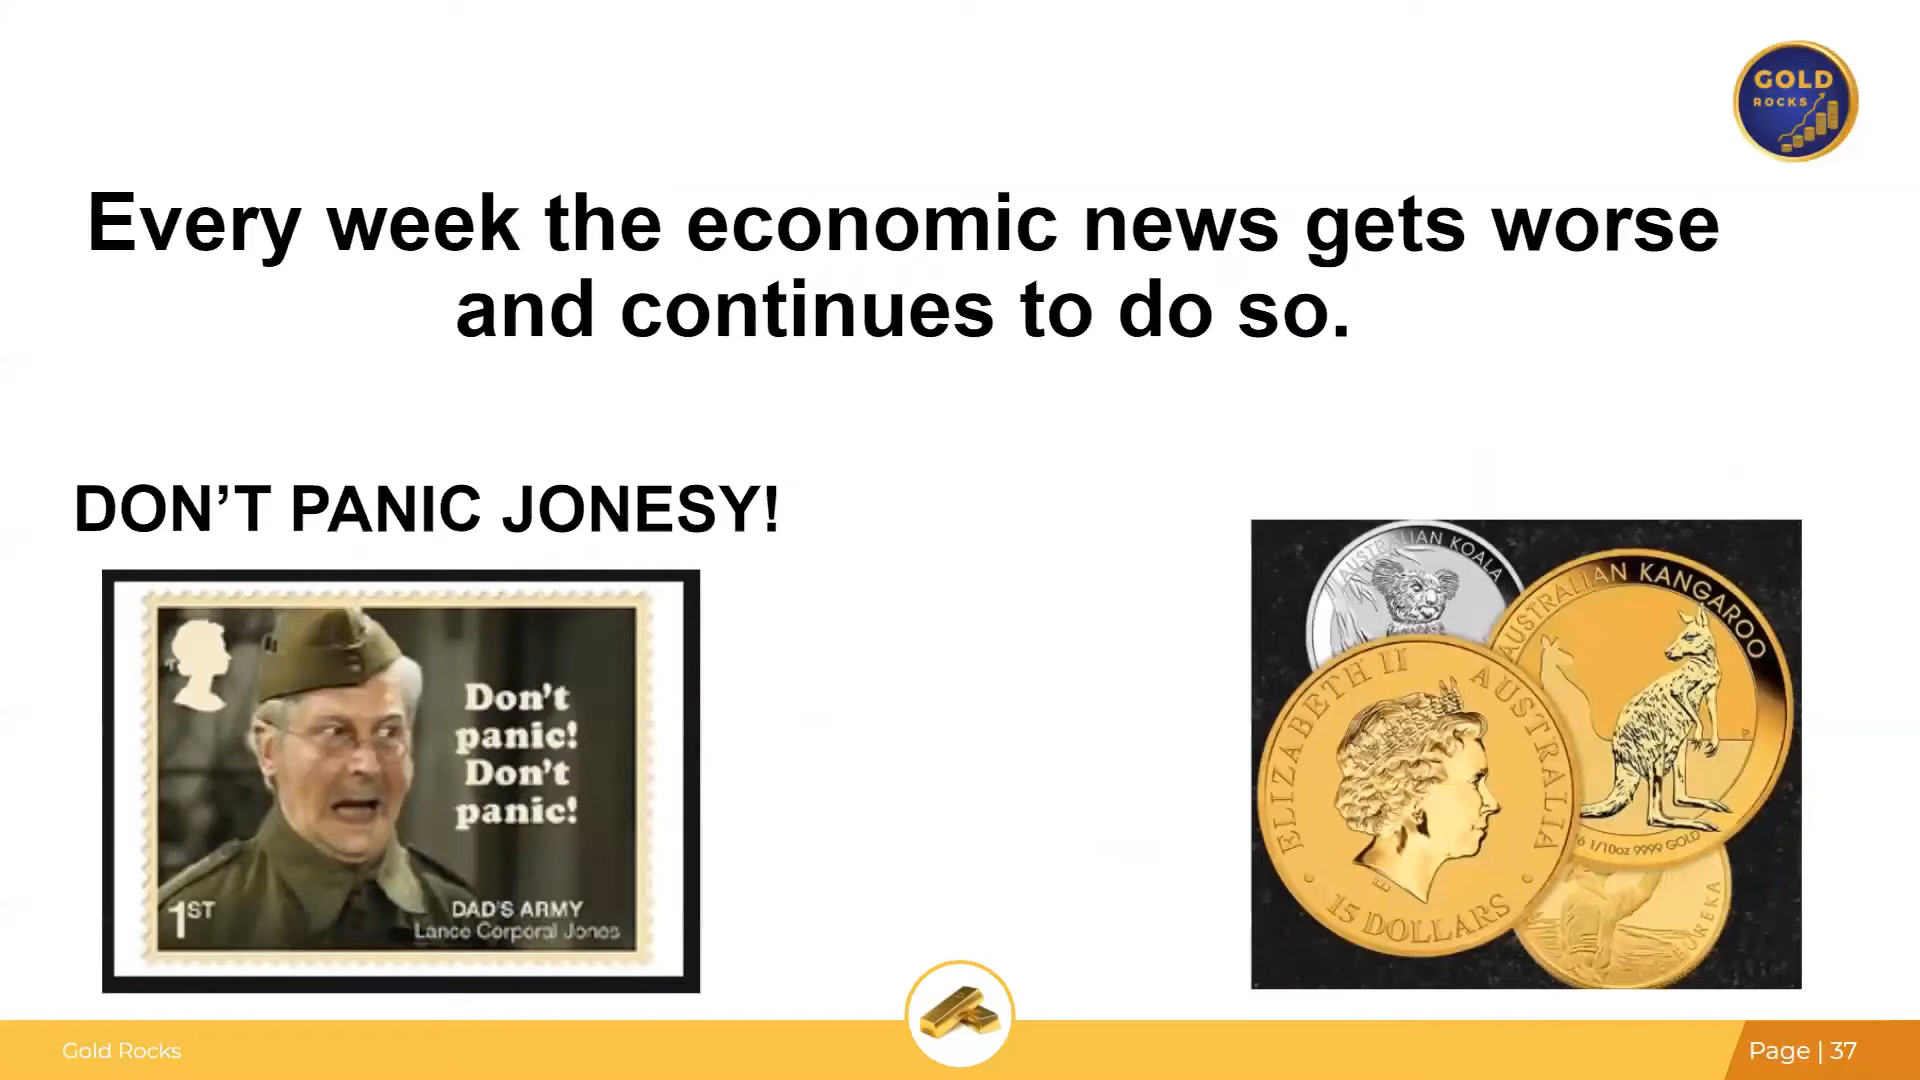 GOLD
ROCKS
Every week the economic news gets worse
and continues to do so.
DON’T PANIC JONESY!
Don't
panic!
Don't
panic!
1ST
DAD'S ARMY
Lance Corporal Jones
AUSTRALIAN KOALA
AUSTRALIAN KANGAROO
1/10oz 9999 GOLD
ELIZABETH II AUSTRALIA
15 DOLLARS
EUREKA
Gold Rocks
Page | 37